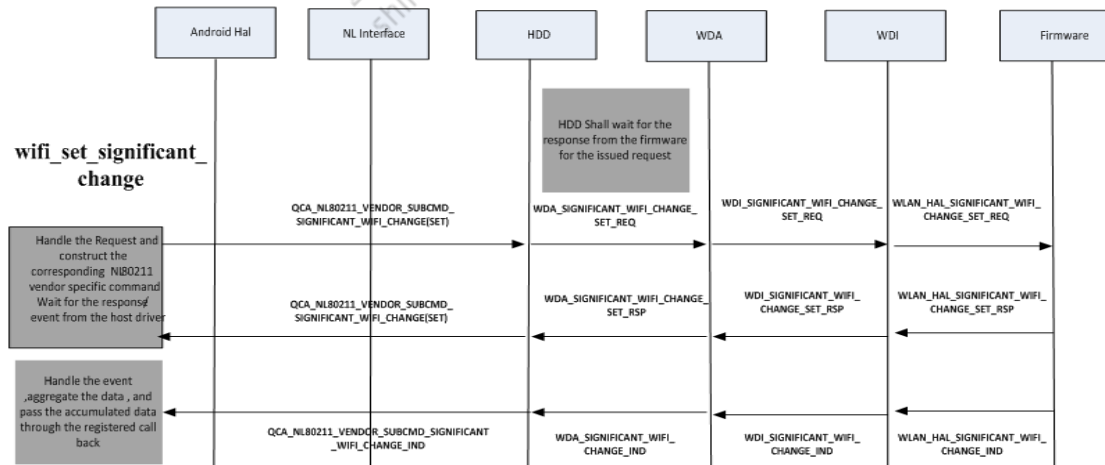 Android Hal
NL Interface
HDD
WDA
WDI
Firmware
HDD Shall wait for the
response from the firmware
for the issued request
wifi_set_significant_
change
QCA_NL80211_VENDOR_SUBCMD_
SIGNIFICANT_WIFI_CHANGE(SET)
WDA_SIGNIFICANT_WIFI_CHANGE_
SET_REQ
WDI_SIGNIFICANT_WIFI_CHANGE_
SET_REQ
WLAN_HAL_SIGNIFICANT_WIFI_
CHANGE_SET_REQ
Handle the Request and
construct the
corresponding NL80211
vendor specific command
Wait for the response/
event from the host driver
QCA_NL80211_VENDOR_SUBCMD_
SIGNIFICANT_WIFI_CHANGE(SET)
WDA_SIGNIFICANT_WIFI_CHANGE_
SET_RSP
WDI_SIGNIFICANT_WIFI_
CHANGE_SET_RSP
WLAN_HAL_SIGNIFICANT_WIFI_
CHANGE_SET_RSP
Handle the event
,aggregate the data , and
pass the accumulated data
through the registered call
back
QCA_NL80211_VENDOR_SUBCMD_SIGNIFICANT
_WIFI_CHANGE_IND
WDA_SIGNIFICANT_WIFI_
CHANGE_IND
WDI_SIGNIFICANT_WIFI_
CHANGE_IND
WLAN_HAL_SIGNIFICANT_WIFI_
CHANGE_IND